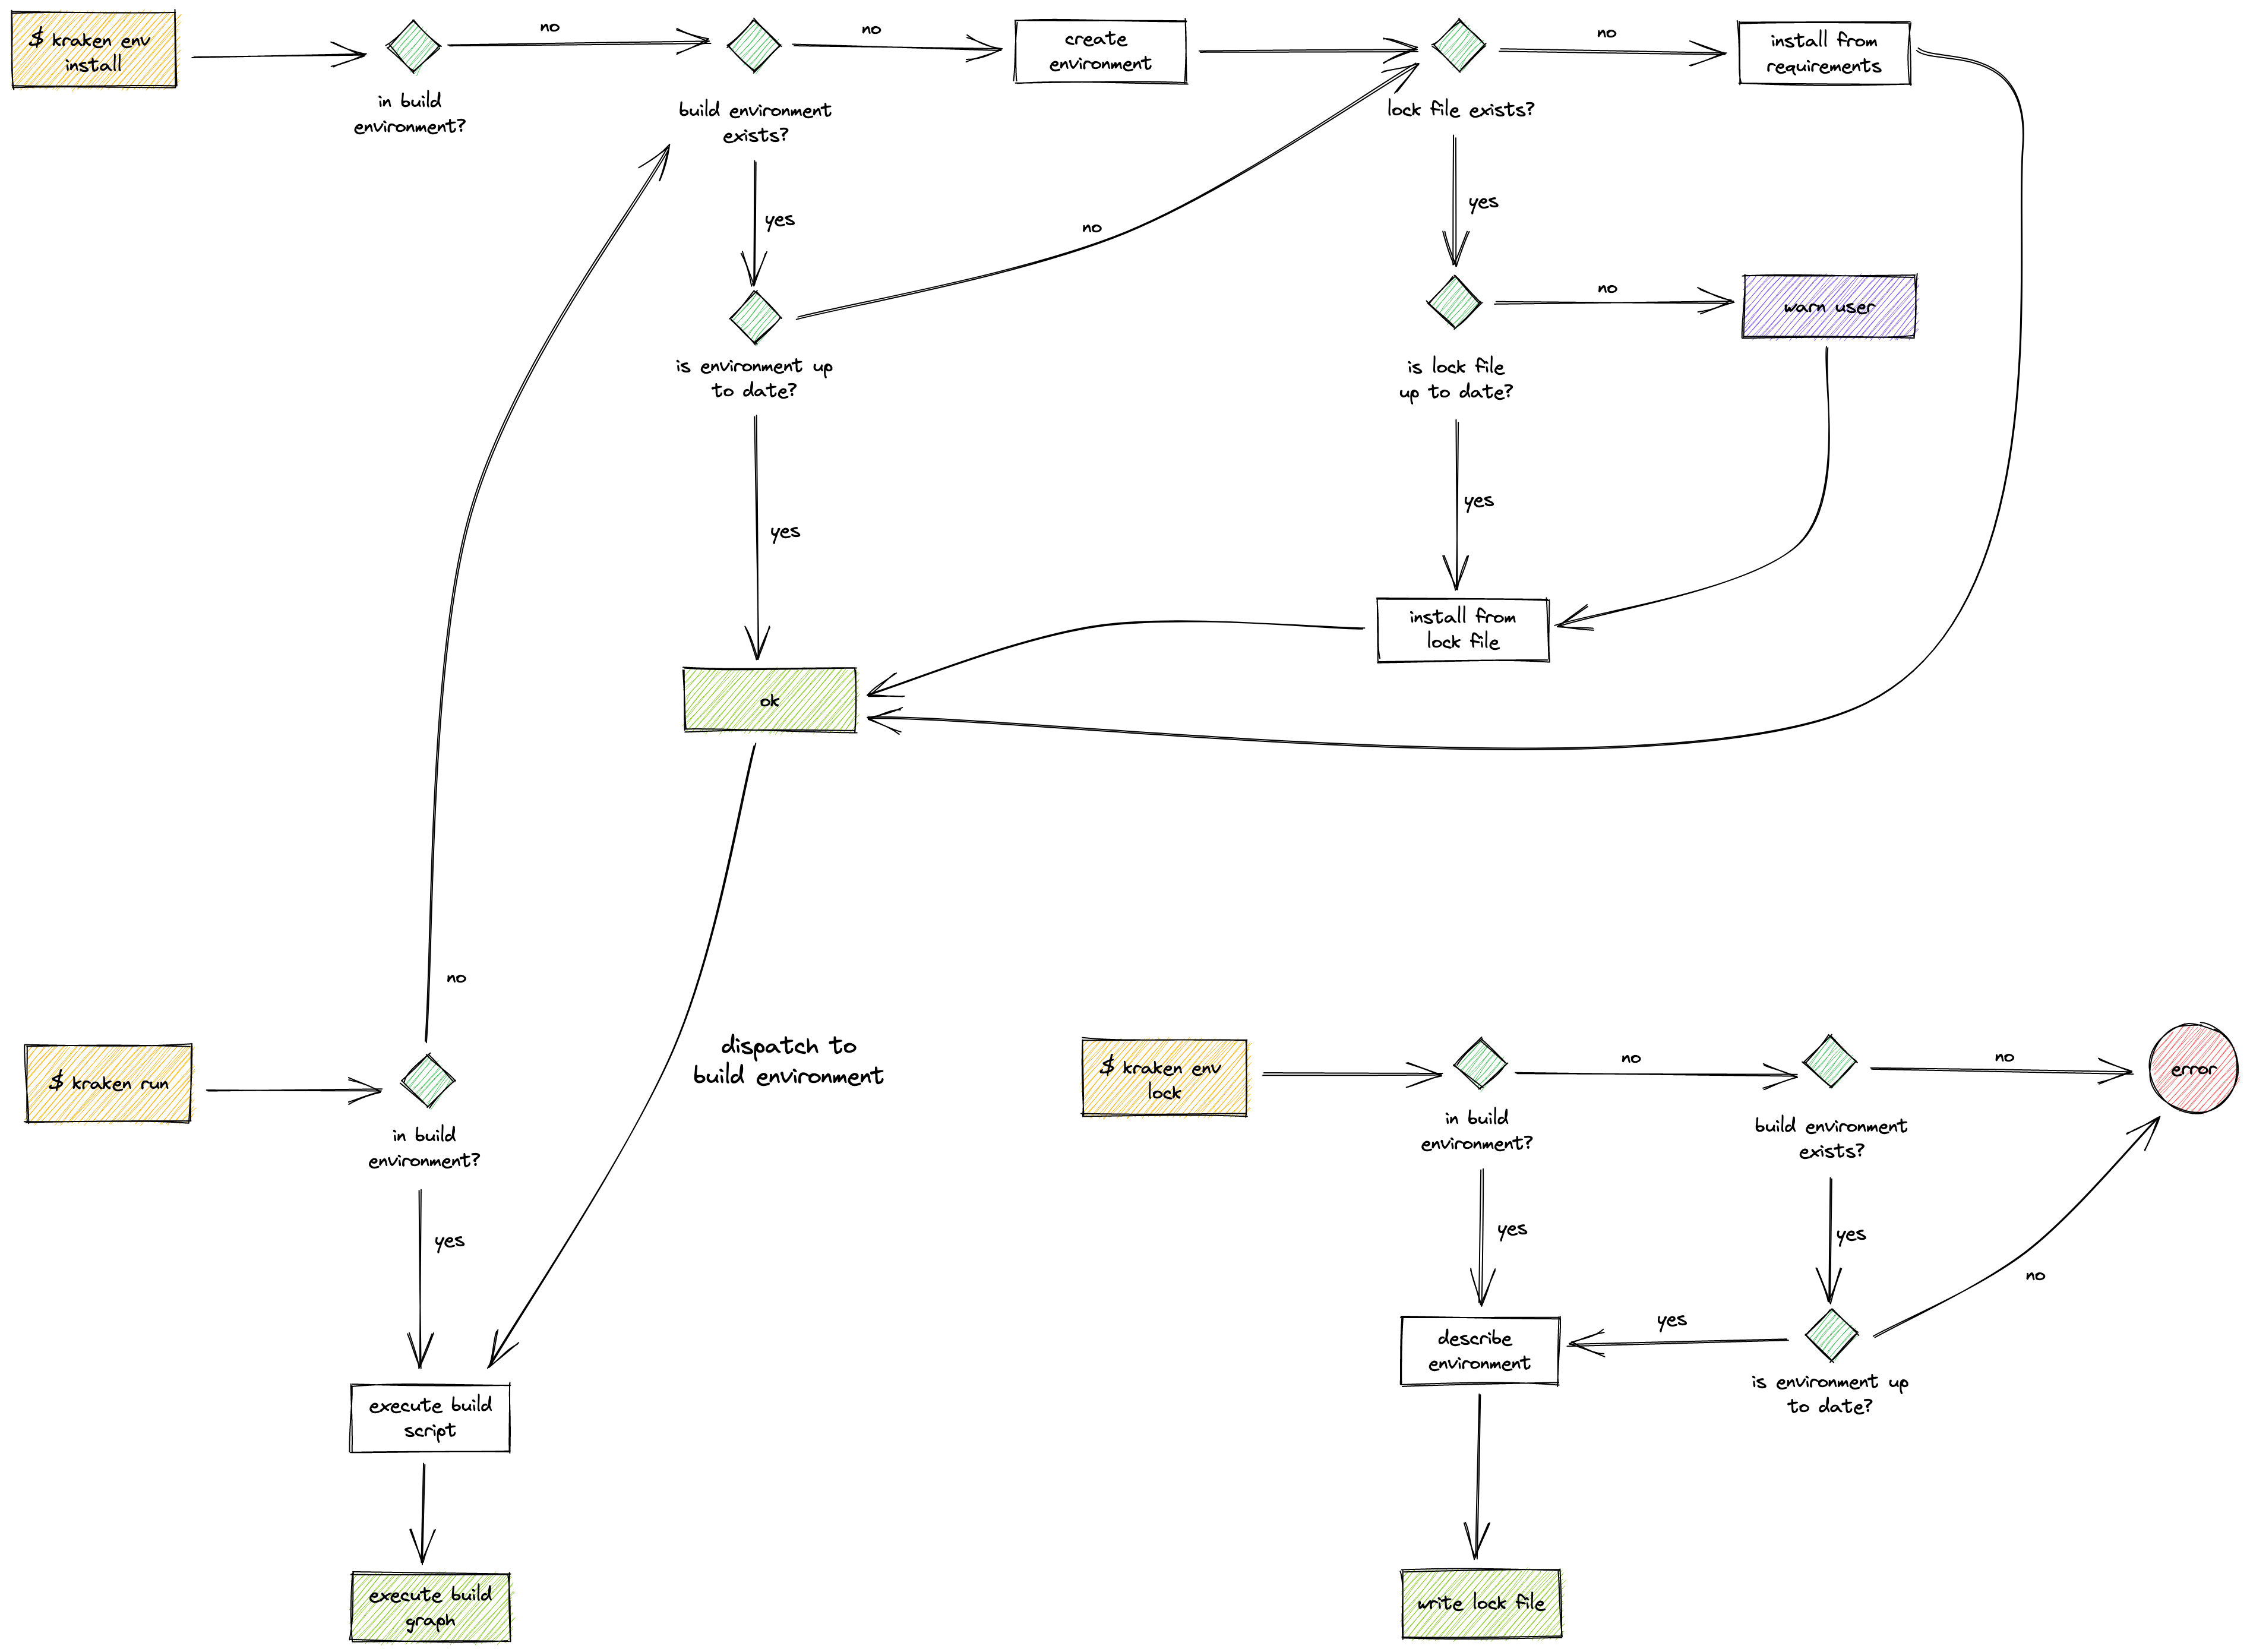 $ kraken env
install
in build
environment?
no
build environment
exists?
no
create
environment
lock file exists?
no
install from
requirements
yes
no
yes
is environment up
to date?
is lock file
up to date?
no
warn user
yes
yes
install from
lock file
ok
no
$ kraken run
in build
environment?
dispatch to
build environment
yes
execute build
script
execute build
graph
$ kraken env
lock
in build
environment?
no
build environment
exists?
no
error
yes
yes
no
describe
environment
yes
is environment up
to date?
write lock file